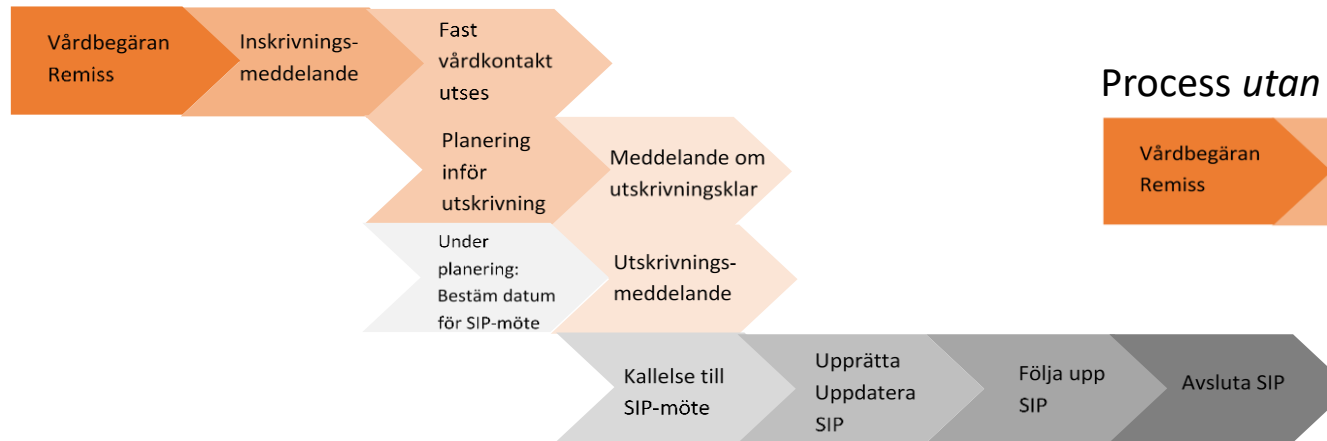 Vårdbegäran
Remiss
Inskrivnings-
meddelande
Fast
vårdkontakt
utses
Planering
inför
utskrivning
Meddelande om
utskrivningsklar
Under
planering:
Bestäm datum
för SIP-möte
Utskrivnings-
meddelande
Kallelse till
SIP-möte
Upprätta
Uppdatera
SIP
Följa upp
SIP
Avsluta SIP
Process utan
Vårdbegäran
Remiss